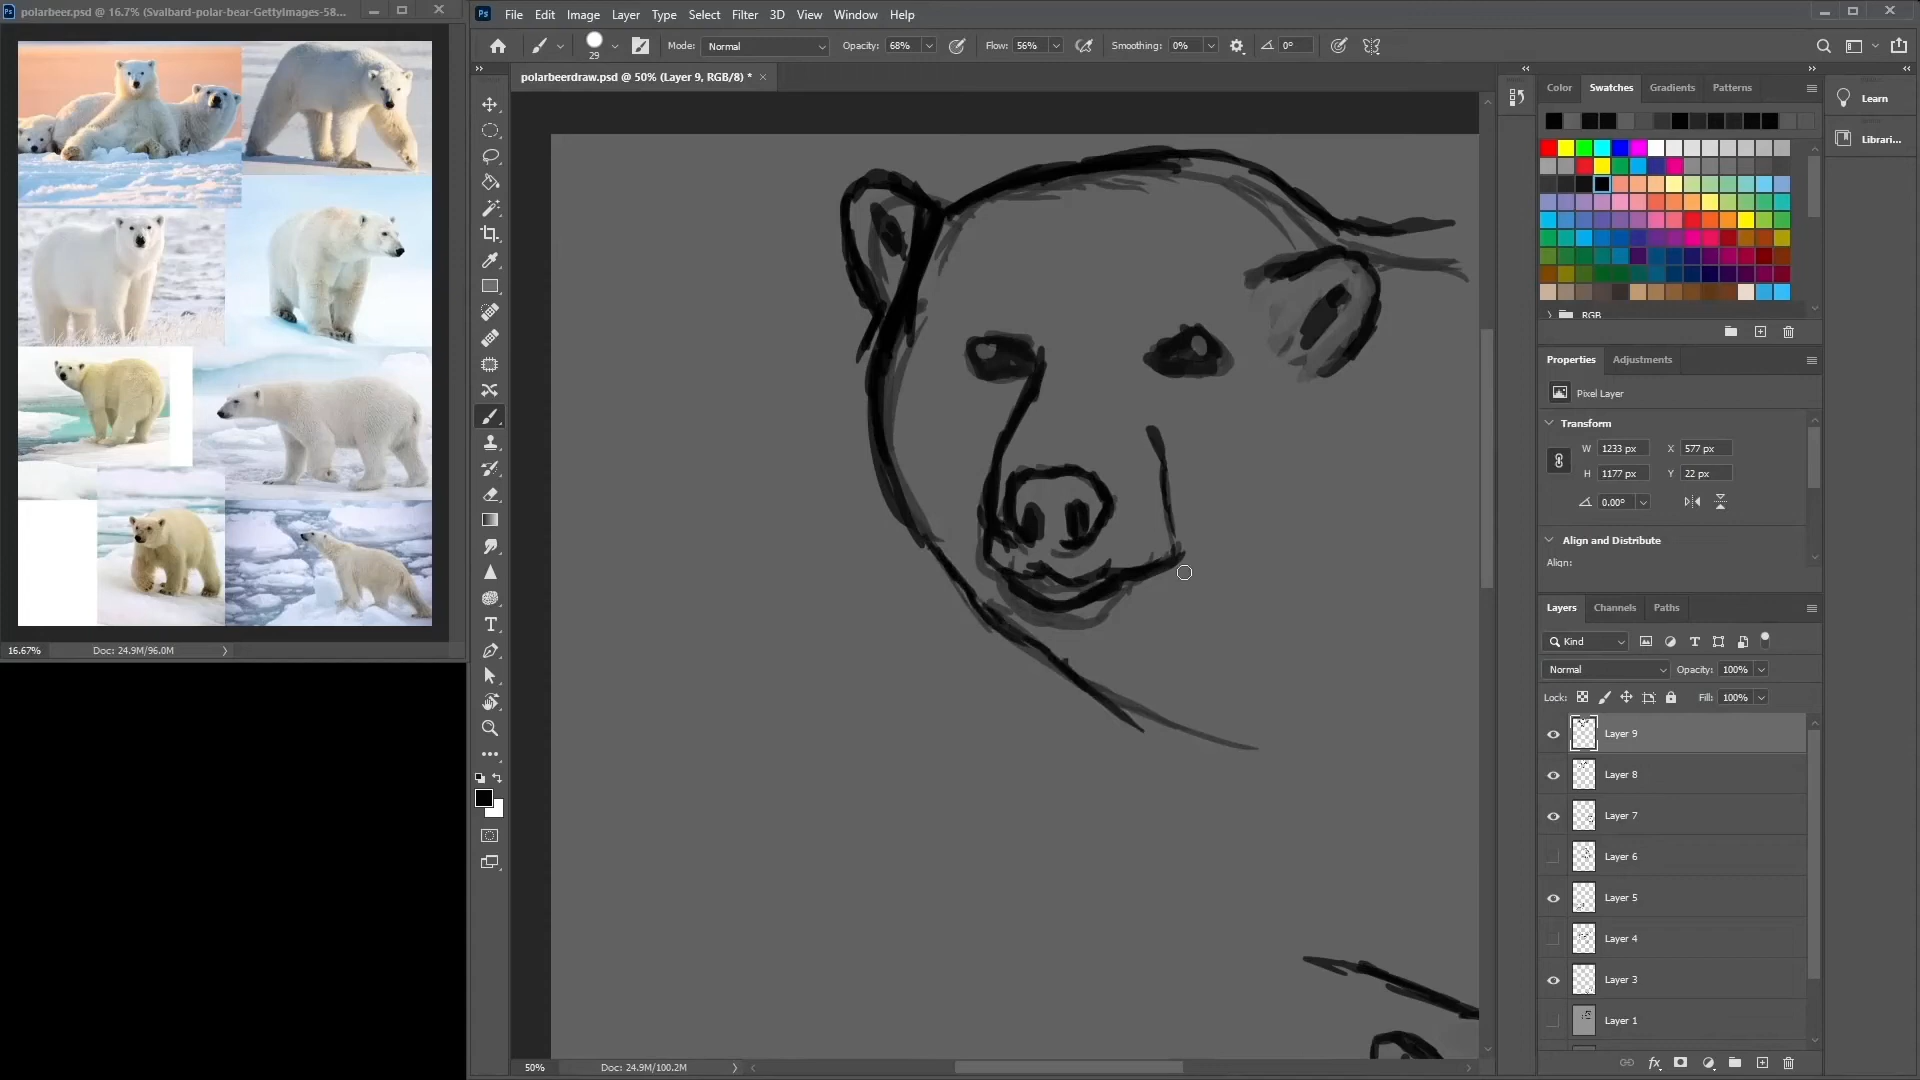 polarbeer.psd @ 16.7% (Svalbard-polar-bear-GettyImages-58...
File Edit Image Layer Type Select Filter 3D View Window Help
29
Mode: Normal
Opacity: 68%
Flow: 56%
Smoothing: 0%
0°
polarbeerdraw.psd @ 50% (Layer 9, RGB/8) *
Color Swatches Gradients Patterns
Learn
Librari...
RGB
Properties Adjustments
Pixel Layer
Transform
W 1233 px X 577 px
H 1177 px Y 22 px
0.00°
Align and Distribute
Align:
Layers Channels Paths
Kind
Normal Opacity: 100%
Lock: Fill: 100%
Layer 9
Layer 8
Layer 7
Layer 6
Layer 5
Layer 4
Layer 3
Layer 1
16.67% Doc: 24.9M/96.0M
50% Doc: 24.9M/100.2M